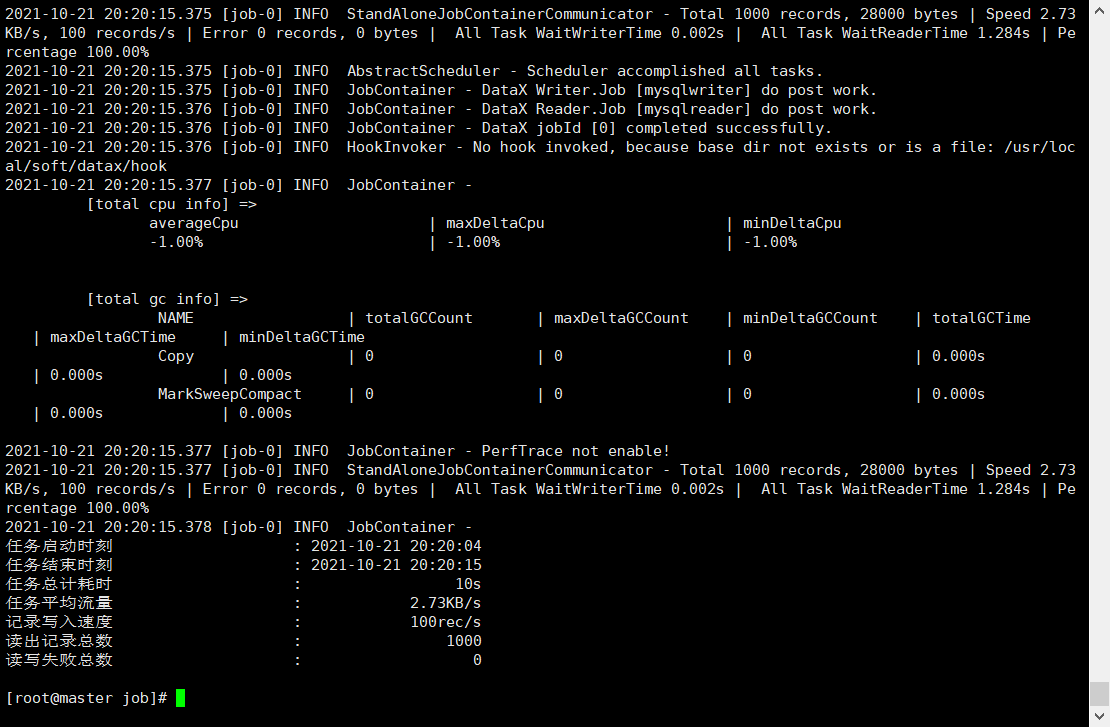 2021-10-21 20:20:15.375 [job-0] INFO  StandAloneJobContainerCommunicator - Total 1000 records, 28000 bytes | Speed 2.73
KB/s, 100 records/s | Error 0 records, 0 bytes |  All Task WaitWriterTime 0.002s |  All Task WaitReaderTime 1.284s | Pe
rcentage 100.00%
2021-10-21 20:20:15.375 [job-0] INFO  AbstractScheduler - Scheduler accomplished all tasks.
2021-10-21 20:20:15.375 [job-0] INFO  JobContainer - DataX Writer.Job [mysqlwriter] do post work.
2021-10-21 20:20:15.376 [job-0] INFO  JobContainer - DataX Reader.Job [mysqlreader] do post work.
2021-10-21 20:20:15.376 [job-0] INFO  JobContainer - DataX jobId [0] completed successfully.
2021-10-21 20:20:15.376 [job-0] INFO  HookInvoker - No hook invoked, because base dir not exists or is a file: /usr/loc
al/soft/datax/hook
2021-10-21 20:20:15.377 [job-0] INFO  JobContainer -
[total cpu info] =>
averageCpu | maxDeltaCpu | minDeltaCpu
-1.00% | -1.00% | -1.00%
[total gc info] =>
NAME | totalGCCount | maxDeltaGCCount | minDeltaGCCount | totalGCTime
| maxDeltaGCTime | minDeltaGCTime
Copy | 0 | 0 | 0 | 0.000s
| 0.000s | 0.000s
MarkSweepCompact | 0 | 0 | 0 | 0.000s
| 0.000s | 0.000s
2021-10-21 20:20:15.377 [job-0] INFO  JobContainer - PerfTrace not enable!
2021-10-21 20:20:15.377 [job-0] INFO  StandAloneJobContainerCommunicator - Total 1000 records, 28000 bytes | Speed 2.73
KB/s, 100 records/s | Error 0 records, 0 bytes |  All Task WaitWriterTime 0.002s |  All Task WaitReaderTime 1.284s | Pe
rcentage 100.00%
2021-10-21 20:20:15.378 [job-0] INFO  JobContainer -
任务启动时刻 : 2021-10-21 20:20:04
任务结束时刻 : 2021-10-21 20:20:15
任务总计耗时 : 10s
任务平均流量 : 2.73KB/s
记录写入速度 : 100rec/s
读出记录总数 : 1000
读写失败总数 : 0
[root@master job]#